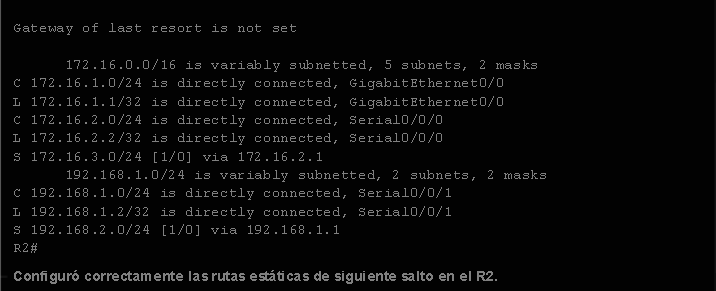 Gateway of last resort is not set
172.16.0.0/16 is variably subnetted, 5 subnets, 2 masks
C 172.16.1.0/24 is directly connected, GigabitEthernet0/0
L 172.16.1.1/32 is directly connected, GigabitEthernet0/0
C 172.16.2.0/24 is directly connected, Serial0/0/0
L 172.16.2.2/32 is directly connected, Serial0/0/0
S 172.16.3.0/24 [1/0] via 172.16.2.1
192.168.1.0/24 is variably subnetted, 2 subnets, 2 masks
C 192.168.1.0/24 is directly connected, Serial0/0/1
L 192.168.1.2/32 is directly connected, Serial0/0/1
S 192.168.2.0/24 [1/0] via 192.168.1.1
R2#
Configuró correctamente las rutas estáticas de siguiente salto en el R2.